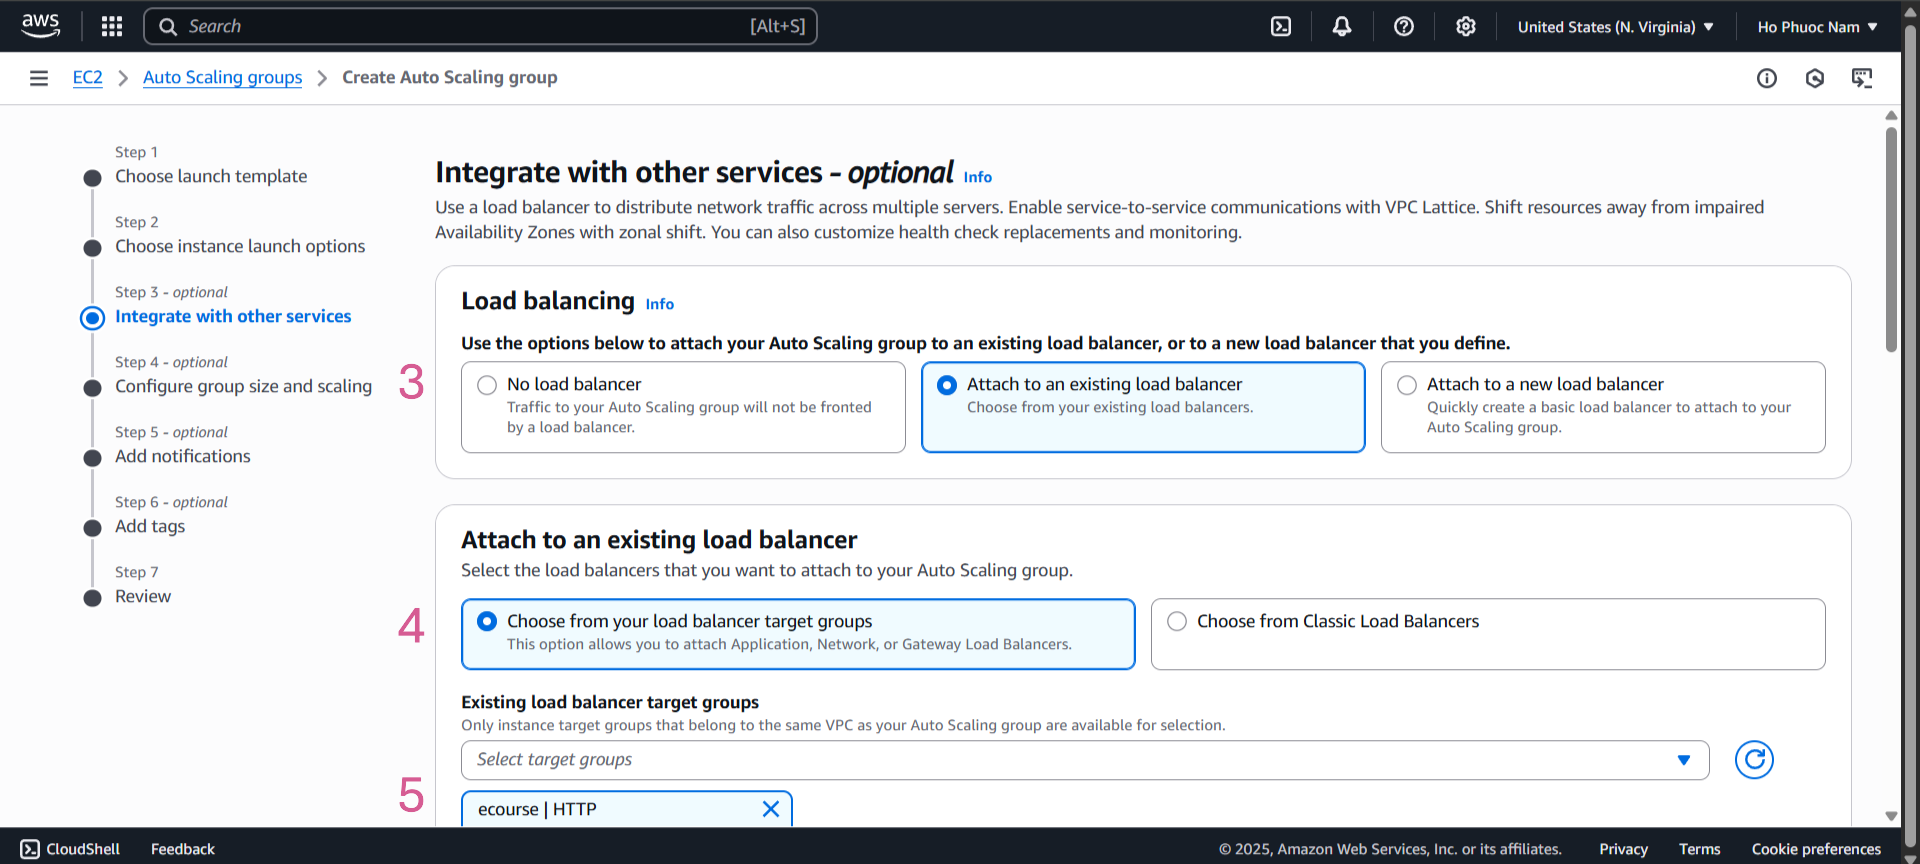 aws
Search
[Alt+S]
United States (N. Virginia)
Ho Phuoc Nam
EC2
Auto Scaling groups
Create Auto Scaling group
Step 1
Choose launch template
Step 2
Choose instance launch options
Step 3 - optional
Integrate with other services
Step 4 - optional
Configure group size and scaling
Step 5 - optional
Add notifications
Step 6 - optional
Add tags
Step 7
Review
Integrate with other services - optional Info
Use a load balancer to distribute network traffic across multiple servers. Enable service-to-service communications with VPC Lattice. Shift resources away from impaired
Availability Zones with zonal shift. You can also customize health check replacements and monitoring.
Load balancing Info
Use the options below to attach your Auto Scaling group to an existing load balancer, or to a new load balancer that you define.
3
No load balancer
Traffic to your Auto Scaling group will not be fronted
by a load balancer.
Attach to an existing load balancer
Choose from your existing load balancers.
Attach to a new load balancer
Quickly create a basic load balancer to attach to your
Auto Scaling group.
Attach to an existing load balancer
Select the load balancers that you want to attach to your Auto Scaling group.
4
Choose from your load balancer target groups
This option allows you to attach Application, Network, or Gateway Load Balancers.
Choose from Classic Load Balancers
Existing load balancer target groups
Only instance target groups that belong to the same VPC as your Auto Scaling group are available for selection.
Select target groups
5
ecourse | HTTP
CloudShell
Feedback
© 2025, Amazon Web Services, Inc. or its affiliates.
Privacy
Terms
Cookie preferences